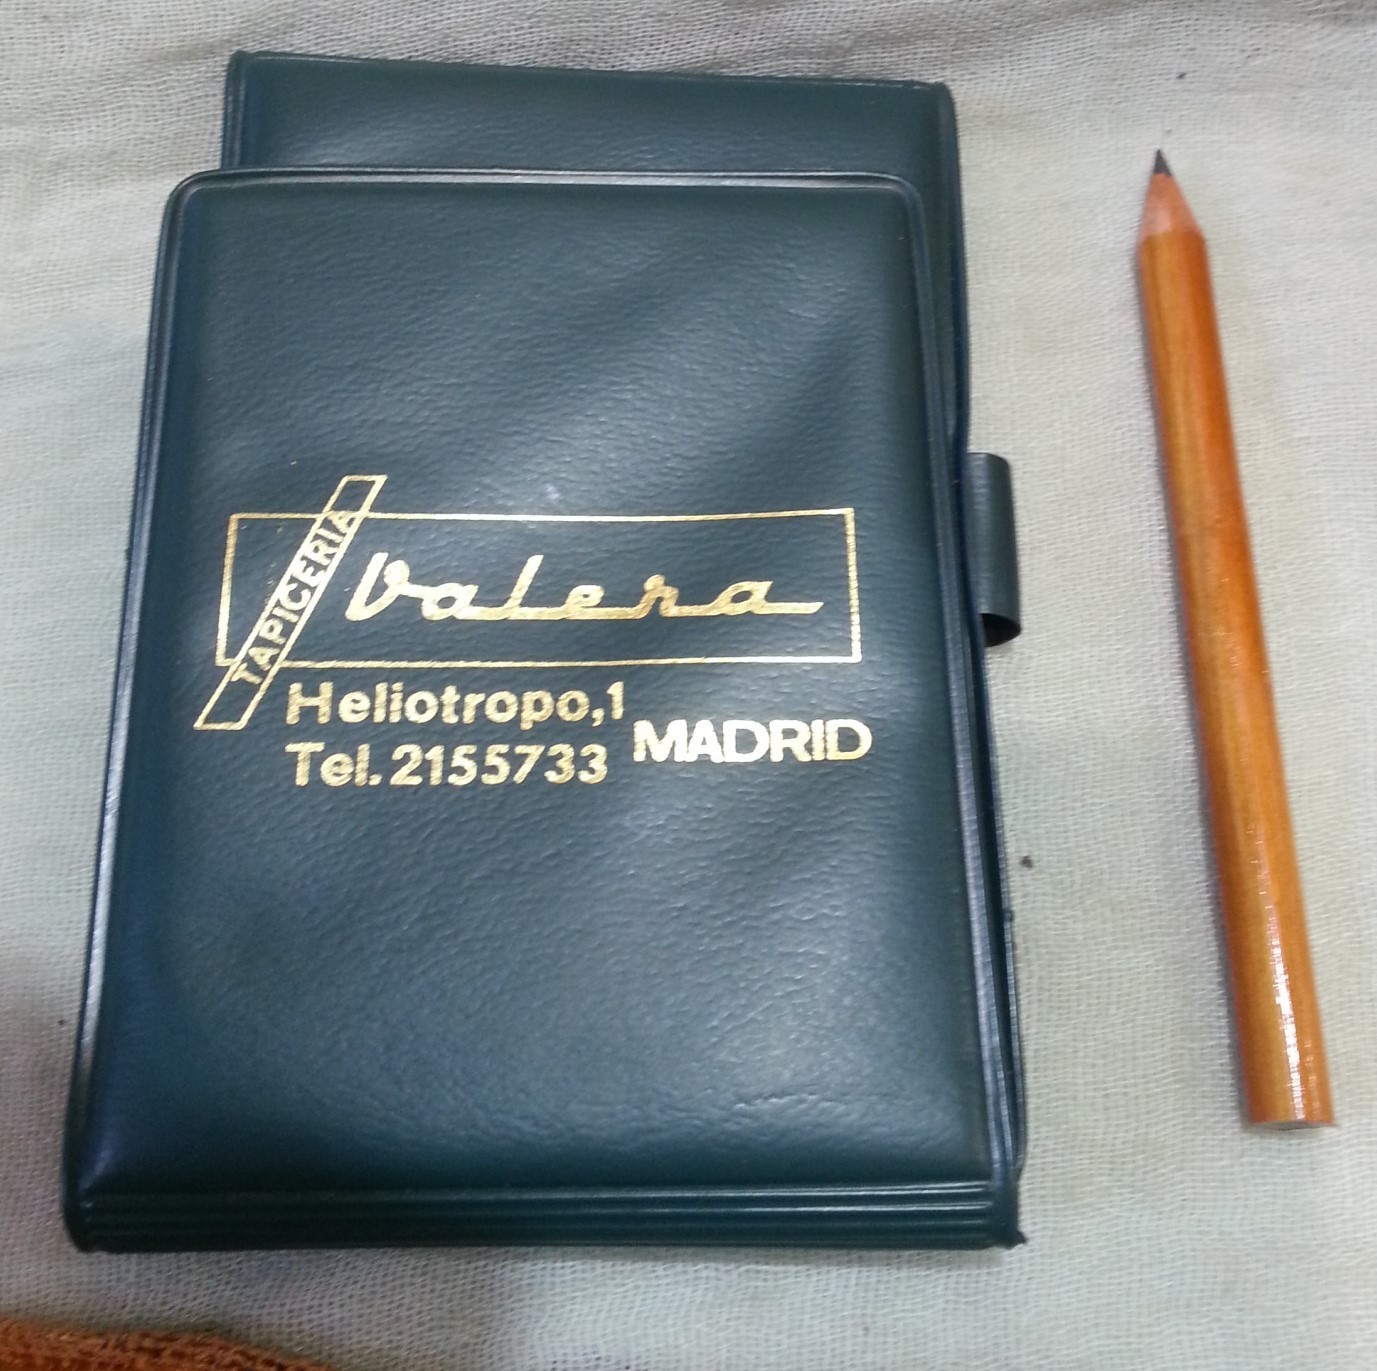 TAPICERIA
Valera
Heliotropo,1
Tel. 2155733
MADRID